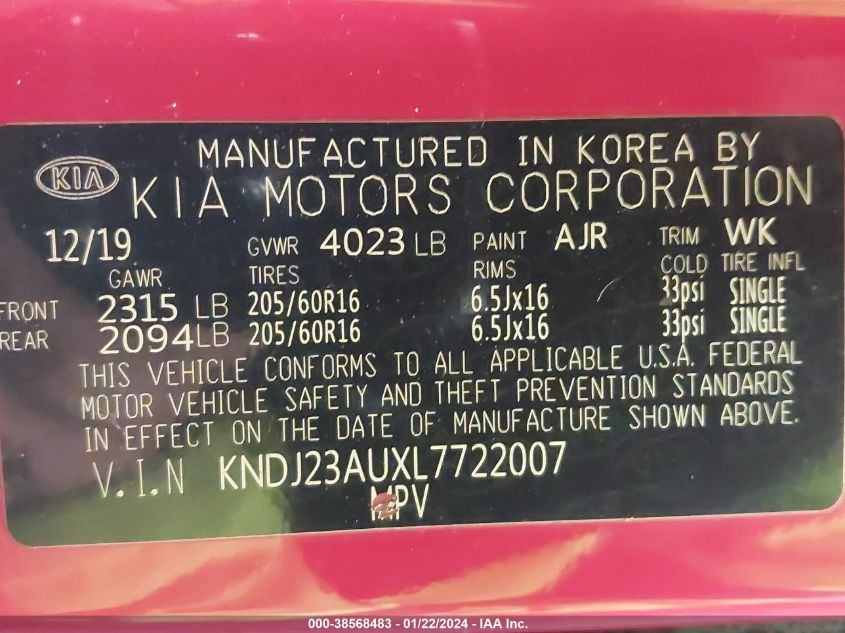 MANUFACTURED IN KOREA BY
KIA KIA MOTORS CORPORATION
12/19 GVWR 4023 LB PAINT AJR TRIM WK
GAWR TIRES RIMS COLD TIRE INFL
FRONT 2315 LB 205/60R16 6.5Jx16 33psi SINGLE
REAR 2094 LB 205/60R16 6.5Jx16 33psi SINGLE
THIS VEHICLE CONFORMS TO ALL APPLICABLE U.S.A. FEDERAL
MOTOR VEHICLE SAFETY AND THEFT PREVENTION STANDARDS
IN EFFECT ON THE DATE OF MANUFACTURE SHOWN ABOVE.
V.I.N KNDJ23AUXL7722007
MPV
000-38568483 - 01/22/2024 - IAA Inc.